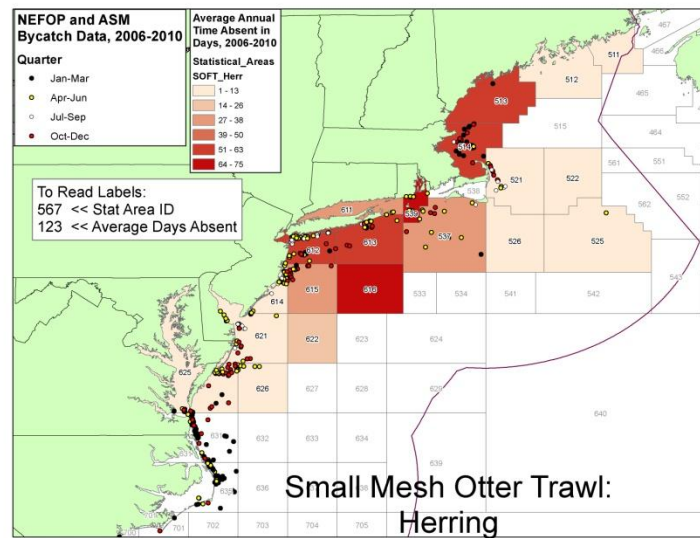 NEFOP and ASM
Bycatch Data, 2006-2010
Quarter
Jan-Mar
Apr-Jun
Jul-Sep
Oct-Dec
Average Annual
Time Absent in
Days, 2006-2010
Statistical_Areas
SOFT_Herr
1 - 13
14 - 26
27 - 38
39 - 50
51 - 63
64 - 75
To Read Labels:
567 << Stat Area ID
123 << Average Days Absent
467
511
466
512
513
465
515
464
514
561
551
521
522
552
538
539
611
537
526
525
612
613
543
614
615
616
533
534
541
542
621
622
623
624
625
626
627
628
629
640
631
632
633
634
639
635
636
701
702
703
704
705
Small Mesh Otter Trawl:
Herring